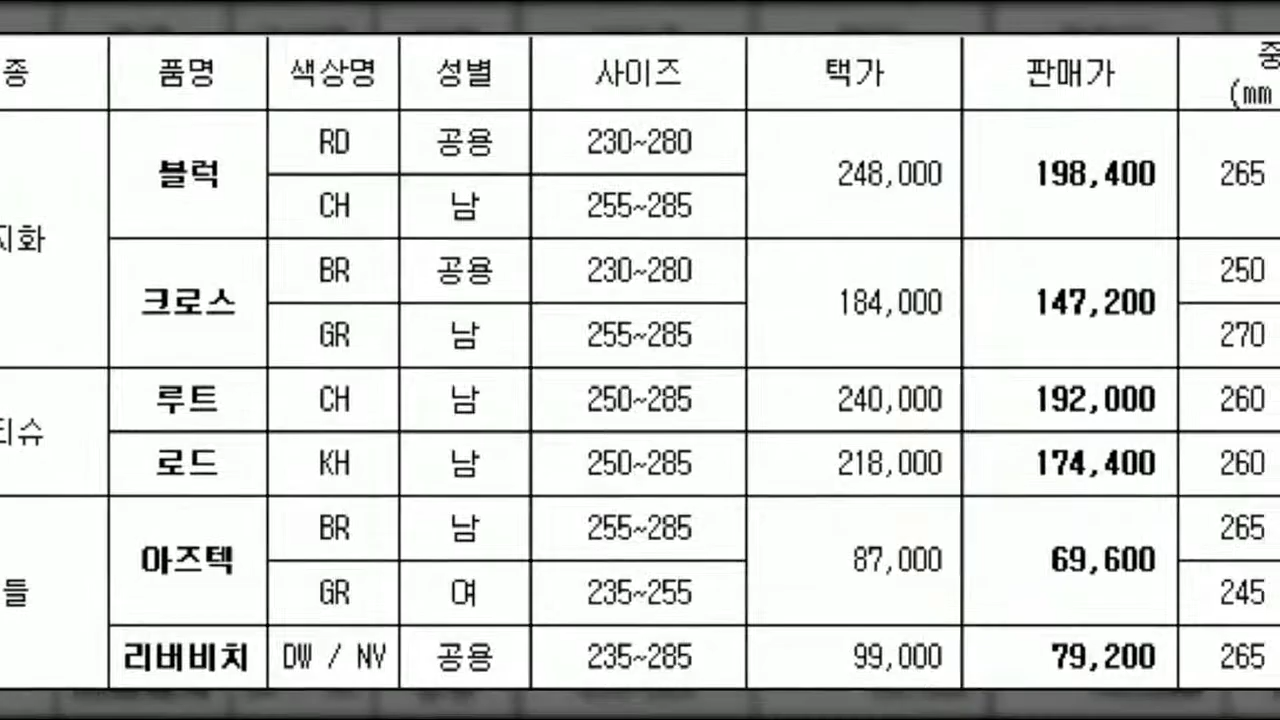 종 품명 색상명 성별 사이즈 택가 판매가
(mm
블럭 RD 공용 230~280 248,000 198,400 265
CH 남 255~285
지화
크로스 BR 공용 230~280 184,000 147,200 250
GR 남 255~285 270
루트 CH 남 250~285 240,000 192,000 260
티슈
로드 KH 남 250~285 218,000 174,400 260
아즈텍 BR 남 255~285 87,000 69,600 265
GR 여 235~255 245
들
리버비치 DW / NV 공용 235~285 99,000 79,200 265